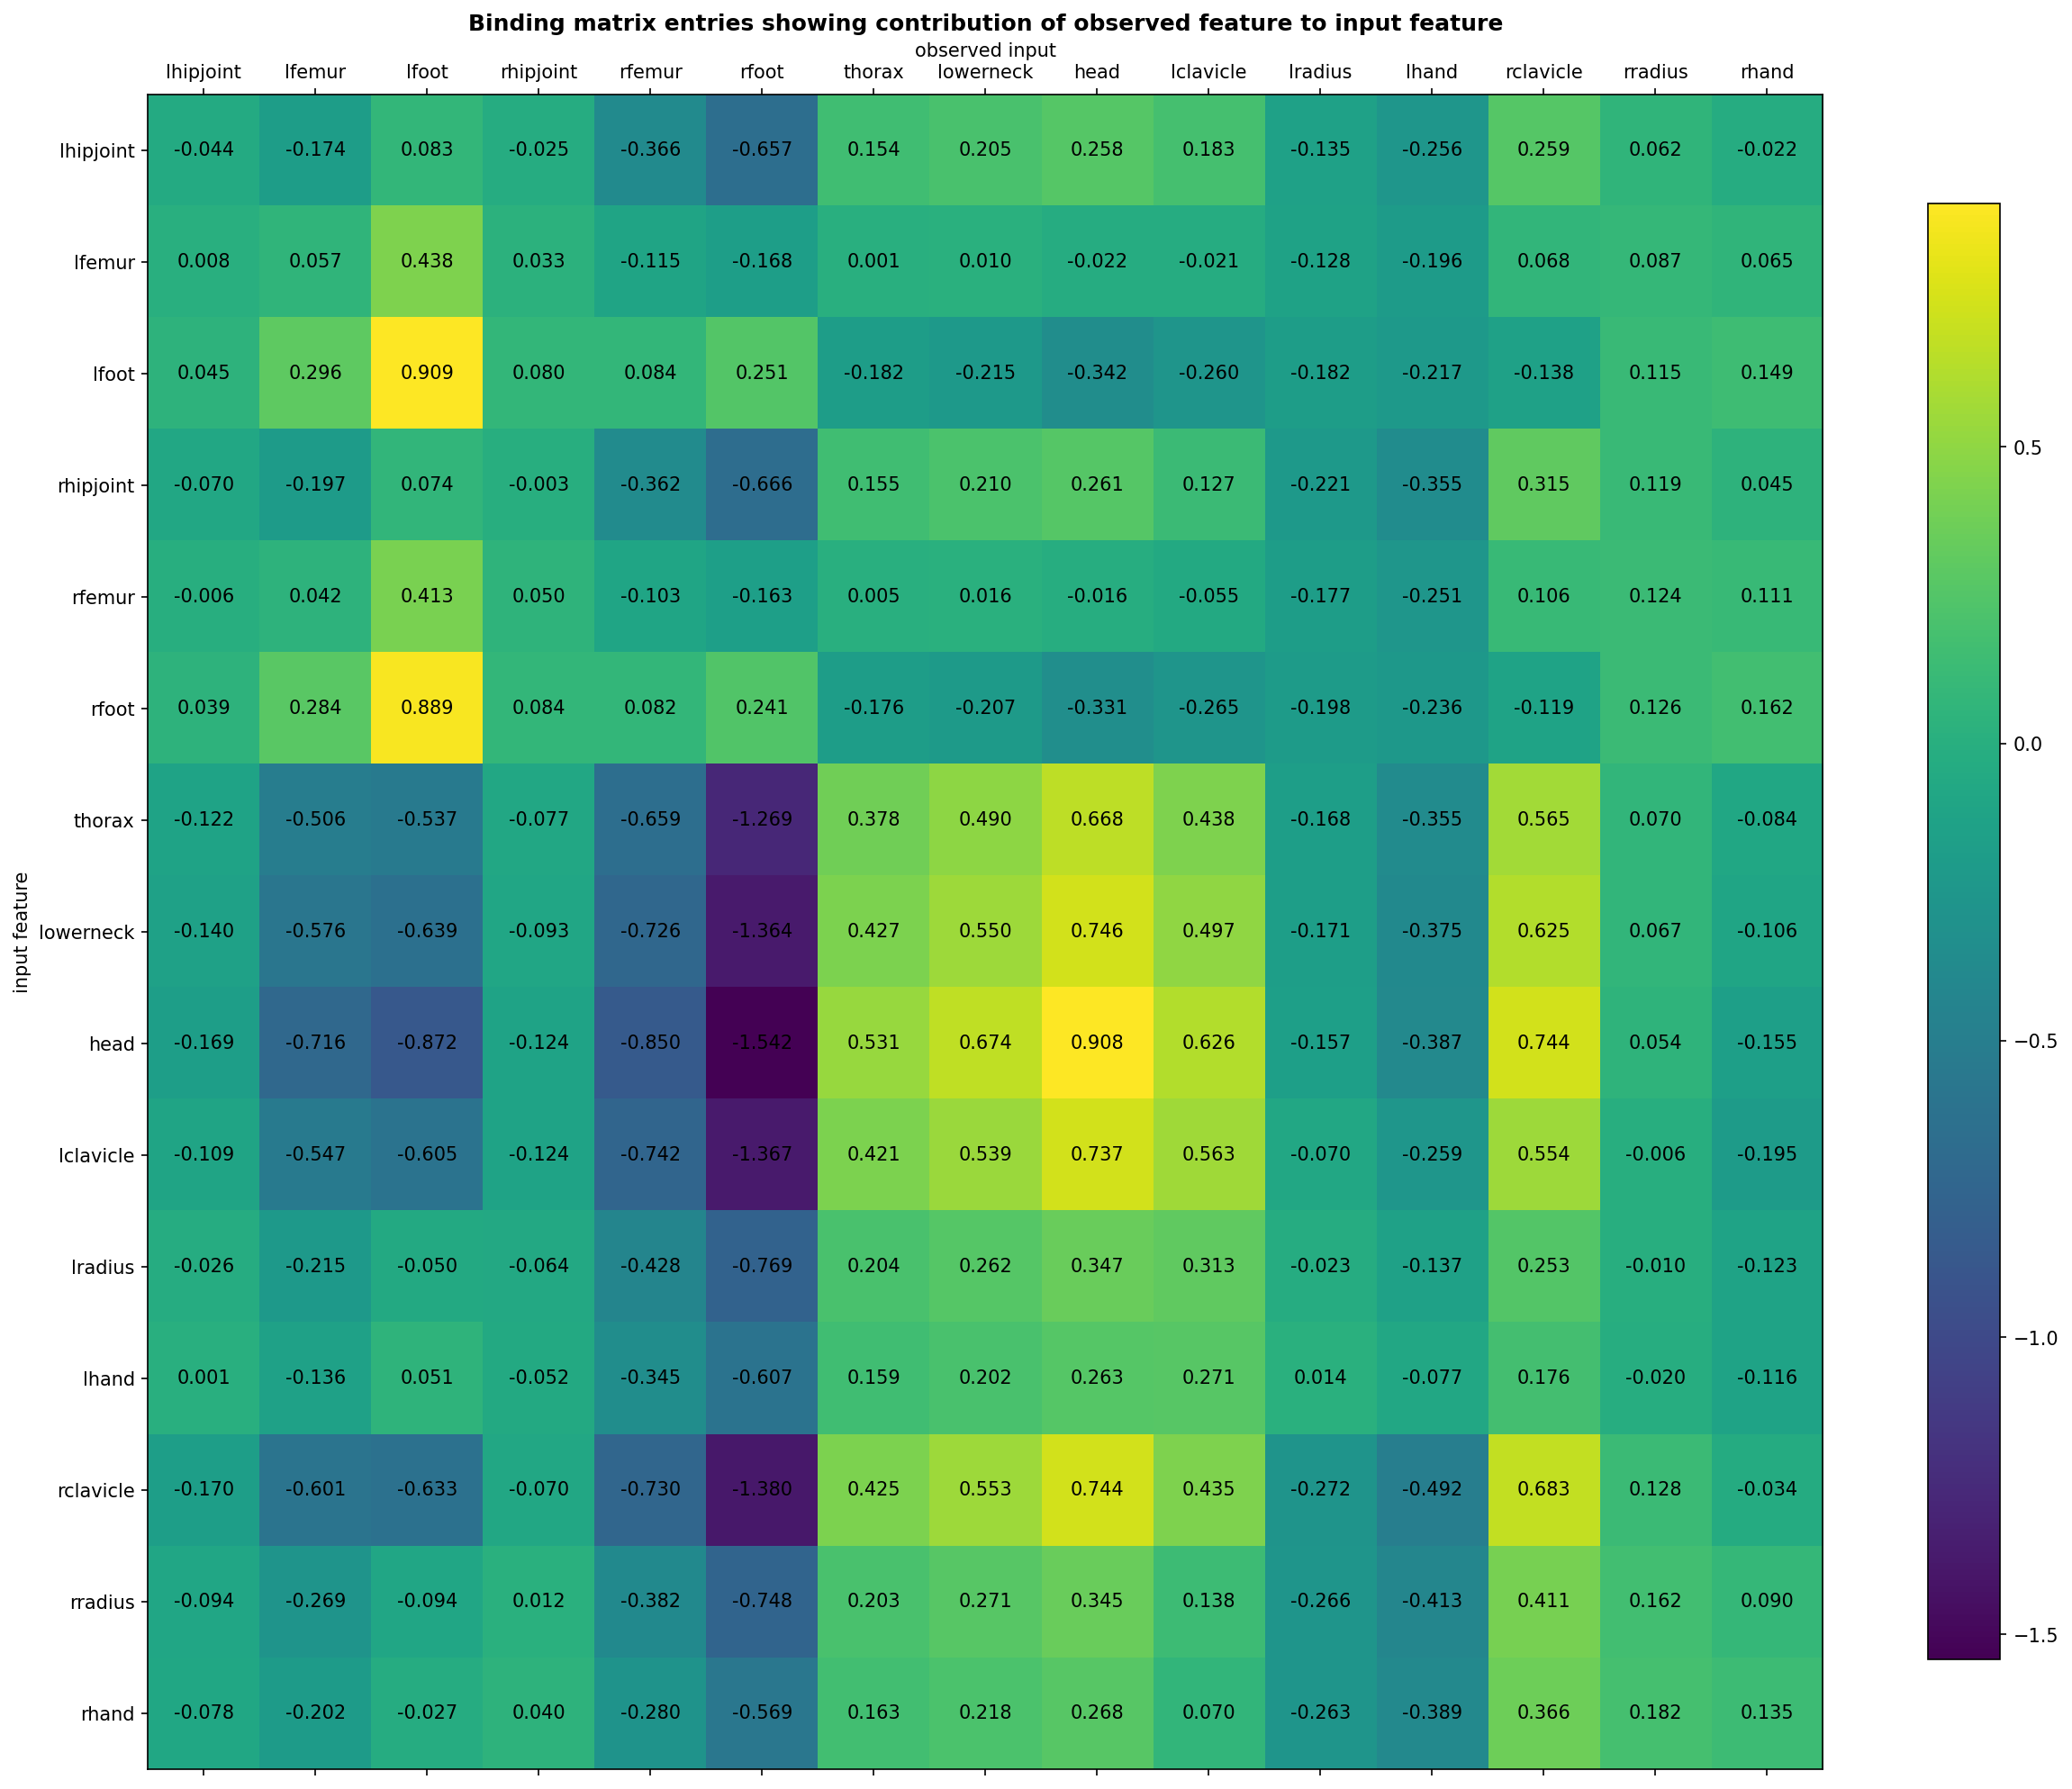 Binding matrix entries showing contribution of observed feature to input feature
observed input
lhipjoint lfemur lfoot rhipjoint rfemur rfoot thorax lowerneck head lclavicle lradius lhand rclavicle rradius rhand
lhipjoint -0.044 -0.174 0.083 -0.025 -0.366 -0.657 0.154 0.205 0.258 0.183 -0.135 -0.256 0.259 0.062 -0.022
lfemur 0.008 0.057 0.438 0.033 -0.115 -0.168 0.001 0.010 -0.022 -0.021 -0.128 -0.196 0.068 0.087 0.065
lfoot 0.045 0.296 0.909 0.080 0.084 0.251 -0.182 -0.215 -0.342 -0.260 -0.182 -0.217 -0.138 0.115 0.149
rhipjoint -0.070 -0.197 0.074 -0.003 -0.362 -0.666 0.155 0.210 0.261 0.127 -0.221 -0.355 0.315 0.119 0.045
rfemur -0.006 0.042 0.413 0.050 -0.103 -0.163 0.005 0.016 -0.016 -0.055 -0.177 -0.251 0.106 0.124 0.111
rfoot 0.039 0.284 0.889 0.084 0.082 0.241 -0.176 -0.207 -0.331 -0.265 -0.198 -0.236 -0.119 0.126 0.162
thorax -0.122 -0.506 -0.537 -0.077 -0.659 -1.269 0.378 0.490 0.668 0.438 -0.168 -0.355 0.565 0.070 -0.084
lowerneck -0.140 -0.576 -0.639 -0.093 -0.726 -1.364 0.427 0.550 0.746 0.497 -0.171 -0.375 0.625 0.067 -0.106
head -0.169 -0.716 -0.872 -0.124 -0.850 -1.542 0.531 0.674 0.908 0.626 -0.157 -0.387 0.744 0.054 -0.155
lclavicle -0.109 -0.547 -0.605 -0.124 -0.742 -1.367 0.421 0.539 0.737 0.563 -0.070 -0.259 0.554 -0.006 -0.195
lradius -0.026 -0.215 -0.050 -0.064 -0.428 -0.769 0.204 0.262 0.347 0.313 -0.023 -0.137 0.253 -0.010 -0.123
lhand 0.001 -0.136 0.051 -0.052 -0.345 -0.607 0.159 0.202 0.263 0.271 0.014 -0.077 0.176 -0.020 -0.116
rclavicle -0.170 -0.601 -0.633 -0.070 -0.730 -1.380 0.425 0.553 0.744 0.435 -0.272 -0.492 0.683 0.128 -0.034
rradius -0.094 -0.269 -0.094 0.012 -0.382 -0.748 0.203 0.271 0.345 0.138 -0.266 -0.413 0.411 0.162 0.090
rhand -0.078 -0.202 -0.027 0.040 -0.280 -0.569 0.163 0.218 0.268 0.070 -0.263 -0.389 0.366 0.182 0.135
input feature
0.5
0.0
−0.5
−1.0
−1.5